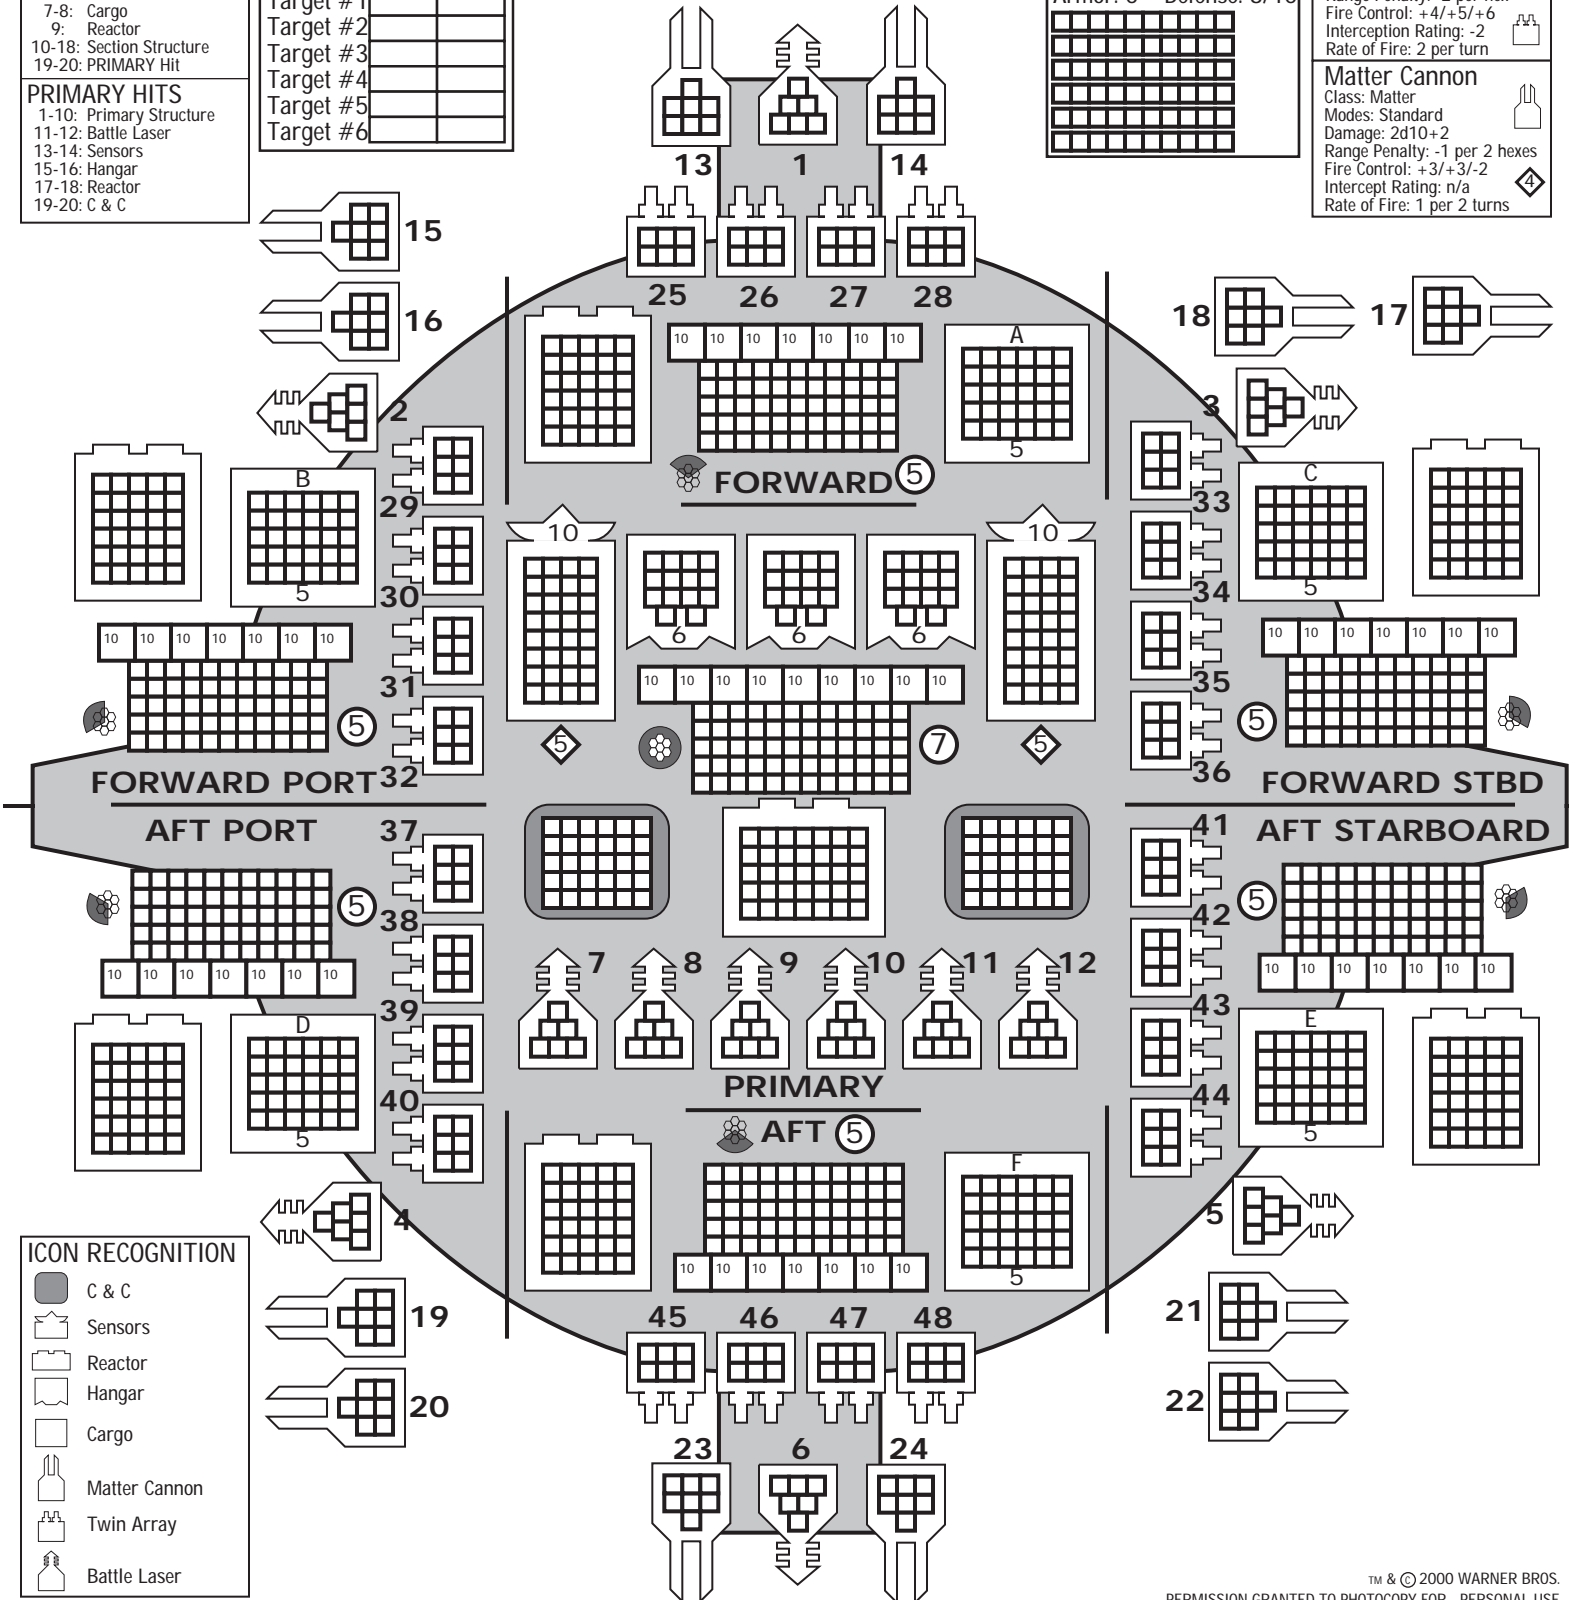 7-8: Cargo
9: Reactor
10-18: Section Structure
19-20: PRIMARY Hit
PRIMARY HITS
1-10: Primary Structure
11-12: Battle Laser
13-14: Sensors
15-16: Hangar
17-18: Reactor
19-20: C & C
Target #1
Target #2
Target #3
Target #4
Target #5
Target #6
Fire Control: +4/+5/+6
Interception Rating: -2
Rate of Fire: 2 per turn
Matter Cannon
Class: Matter
Modes: Standard
Damage: 2d10+2
Range Penalty: -1 per 2 hexes
Fire Control: +3/+3/-2
Intercept Rating: n/a
Rate of Fire: 1 per 2 turns
4
13 1 14
15
16
25 26 27 28
18 17
10 10 10 10 10 10 10
A
5
2
3
FORWARD 5
B
5
C
5
29
30
31
32
33
34
35
36
10 10
6 6 6
10 10 10 10 10 10 10
10 10 10 10 10 10 10 10 10
10 10 10 10 10 10 10
5
5
7
5
5
FORWARD PORT
FORWARD STBD
AFT PORT
AFT STARBOARD
37
38
39
40
41
42
43
44
5
5
10 10 10 10 10 10 10
10 10 10 10 10 10 10
7 8 9 10 11 12
D
5
E
5
PRIMARY
AFT 5
F
5
10 10 10 10 10 10 10
4
5
19
20
21
22
45 46 47 48
23 6 24
ICON RECOGNITION
C & C
Sensors
Reactor
Hangar
Cargo
Matter Cannon
Twin Array
Battle Laser
TM & © 2000 WARNER BROS.
PERMISSION GRANTED TO PHOTOCOPY FOR PERSONAL USE